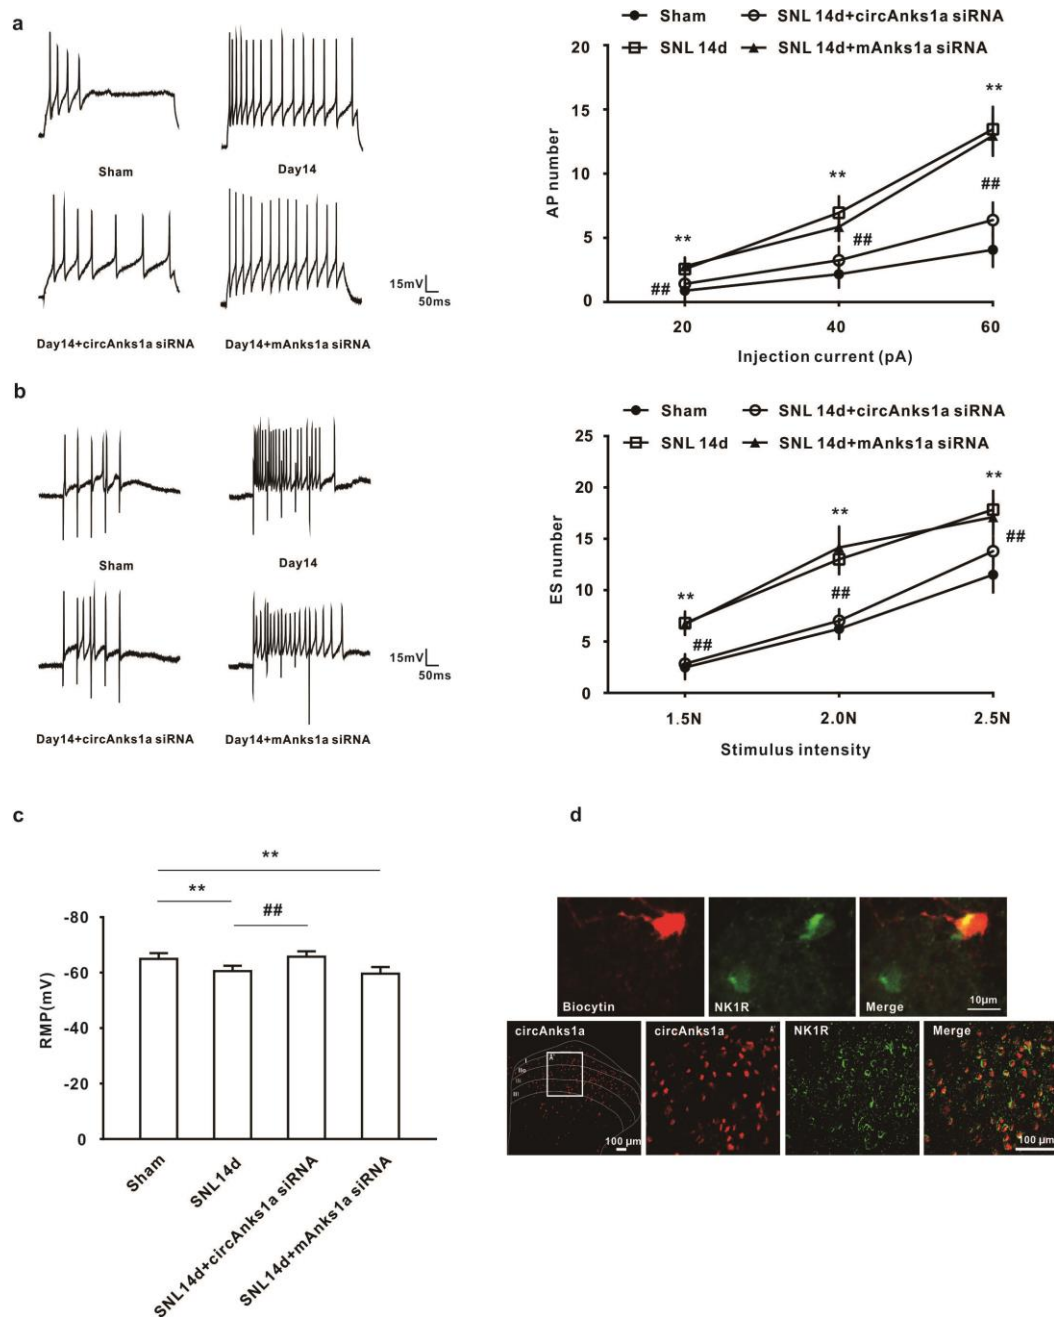 a
Sham
Day14
Day14+circAnks1a siRNA
Day14+mAnks1a siRNA
15mV
50ms
Sham
SNL 14d+circAnks1a siRNA
SNL 14d
SNL 14d+mAnks1a siRNA
20
15
10
5
0
AP number
**
**
**
##
##
##
20
40
60
Injection current (pA)
b
Sham
Day14
Day14+circAnks1a siRNA
Day14+mAnks1a siRNA
15mV
50ms
Sham
SNL 14d+circAnks1a siRNA
SNL 14d
SNL 14d+mAnks1a siRNA
25
20
15
10
5
0
ES number
**
**
**
##
##
##
1.5N
2.0N
2.5N
Stimulus intensity
c
**
**
##
-80
-60
-40
-20
0
RMP(mV)
Sham
SNL14d
SNL14d+circAnks1a siRNA
SNL14d+mAnks1a siRNA
d
Biocytin
NK1R
Merge
10μm
circAnks1a
circAnks1a
NK1R
Merge
100 μm
100 μm